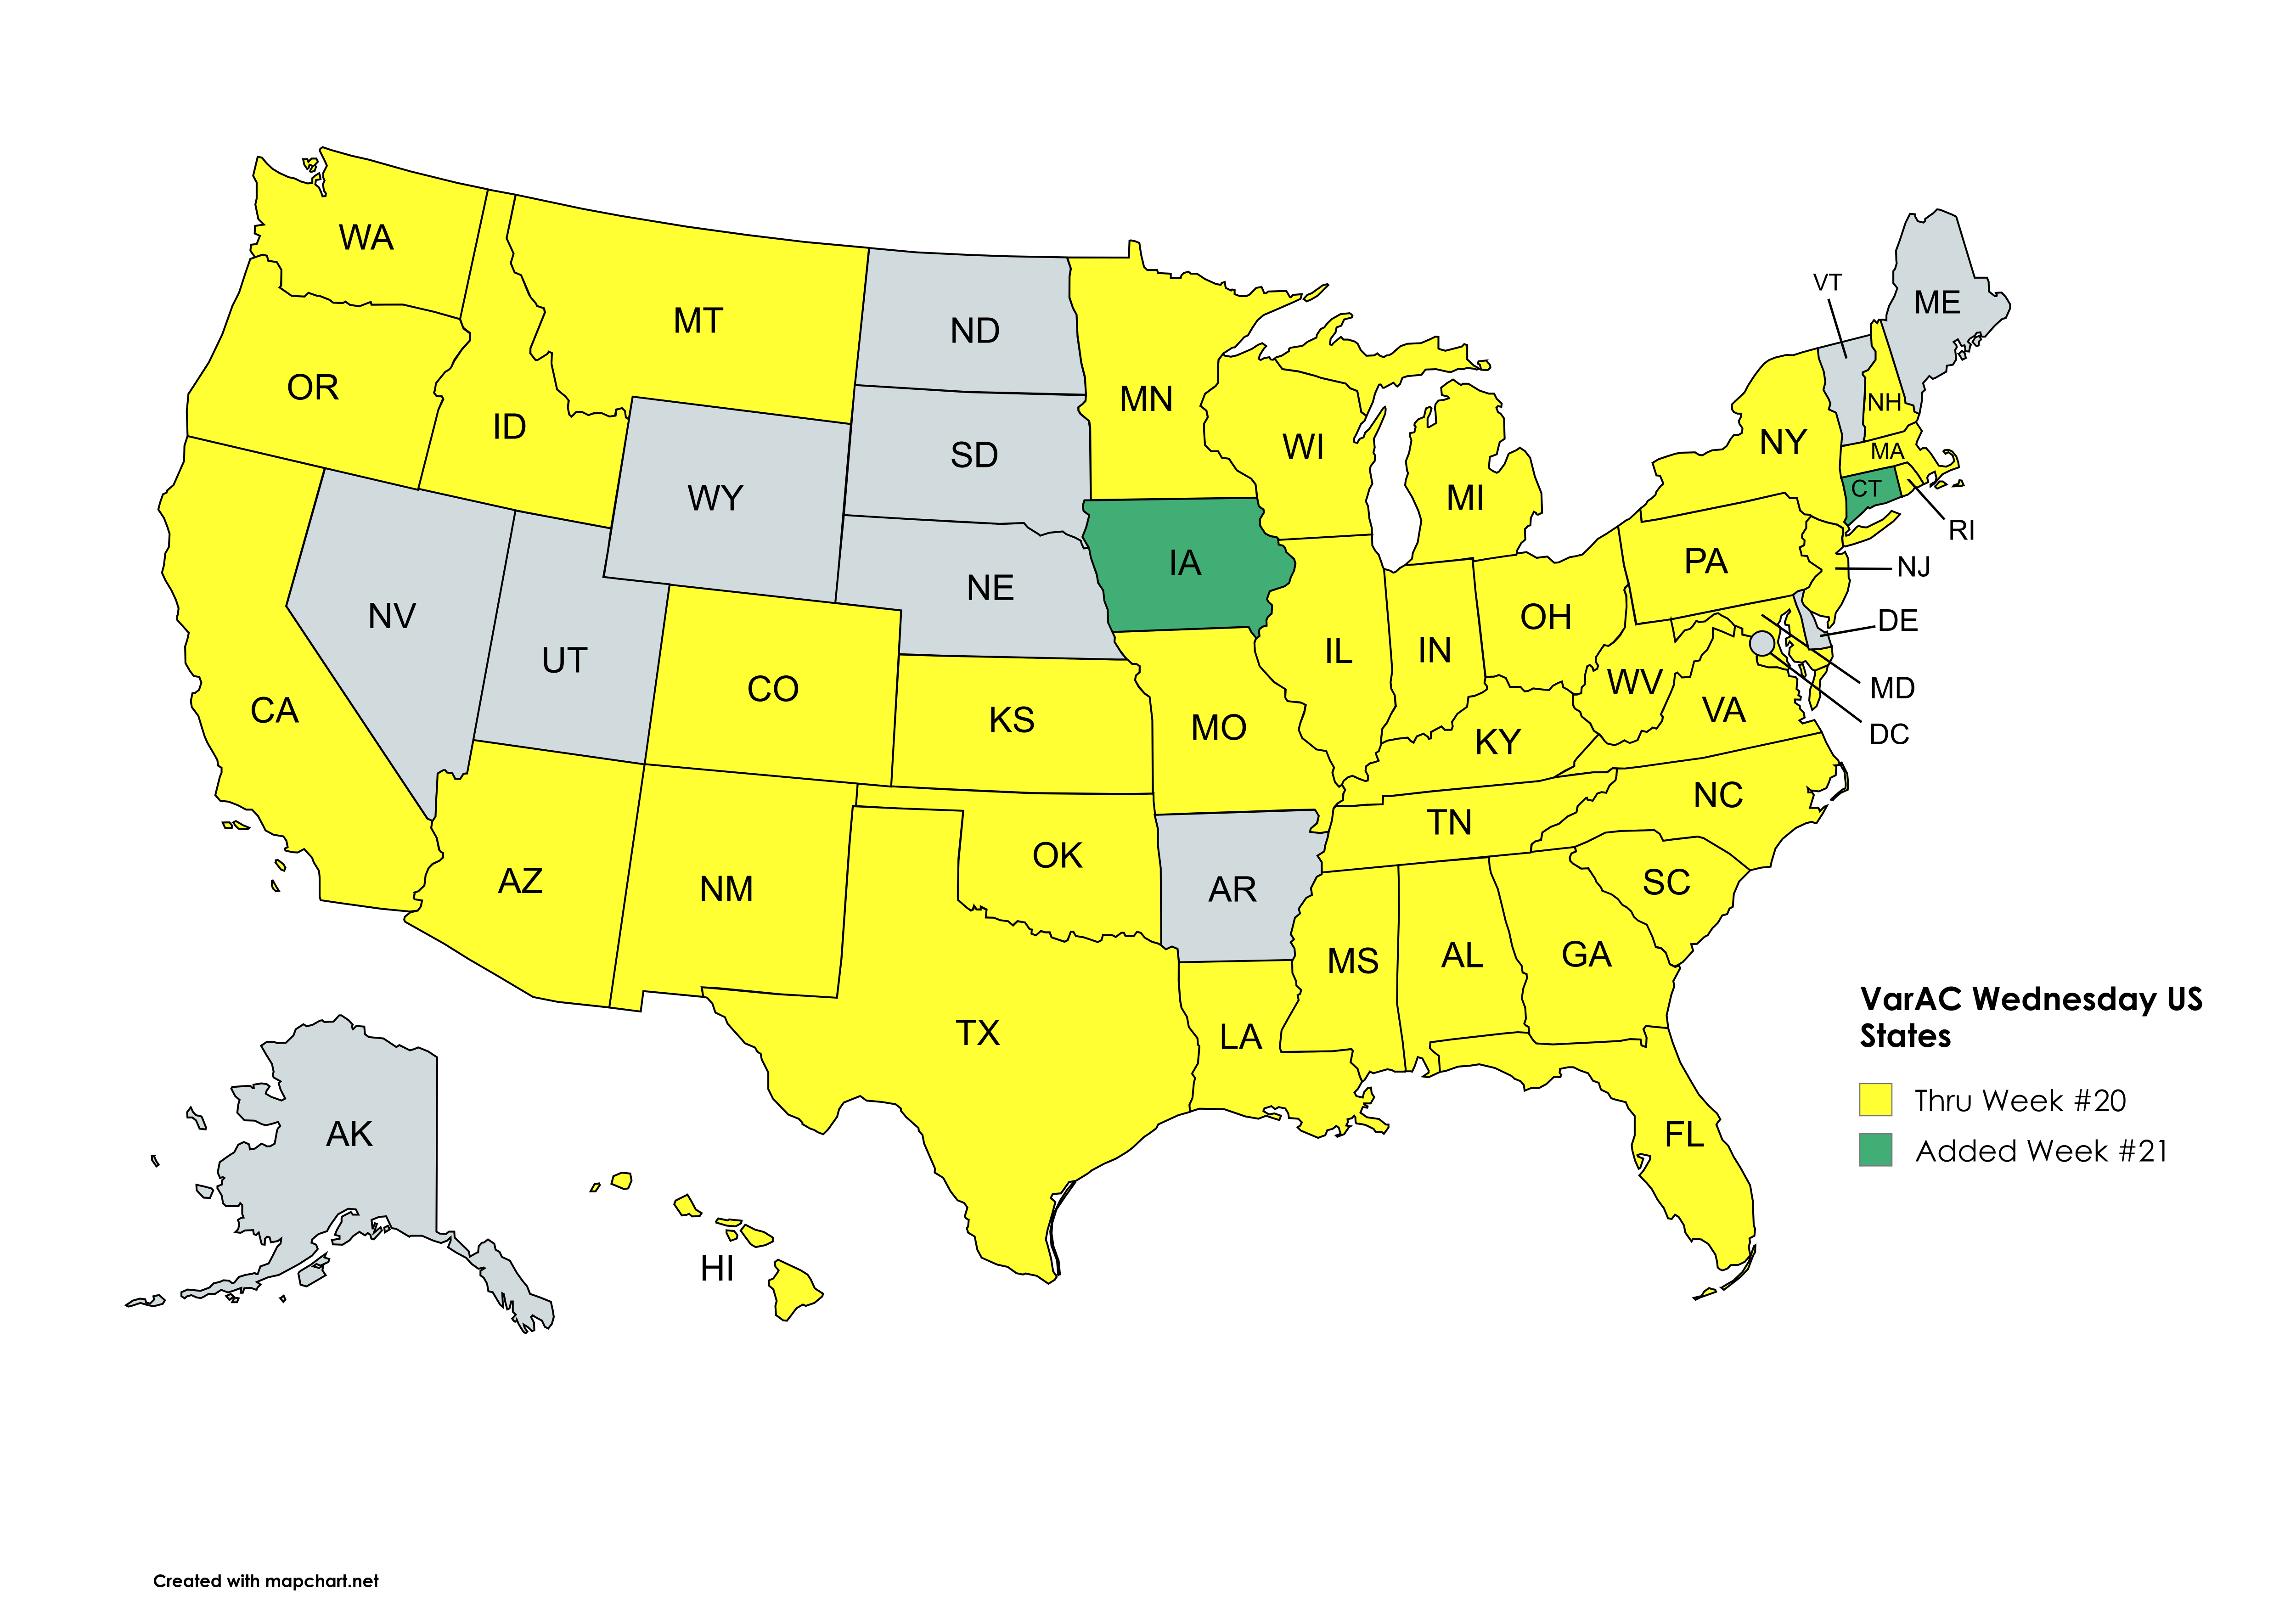 WA
VT
ME
MT
ND
OR
MN
NH
ID
NY
WI
MA
SD
CT
WY
MI
RI
PA
IA
NJ
NE
NV
OH
DE
UT
IL
IN
WV
CO
MD
CA
VA
KS
MO
DC
KY
NC
TN
OK
AZ
NM
AR
SC
MS
AL
GA
VarAC Wednesday US
States
TX
LA
Thru Week #20
AK
FL
Added Week #21
HI
Created with mapchart.net